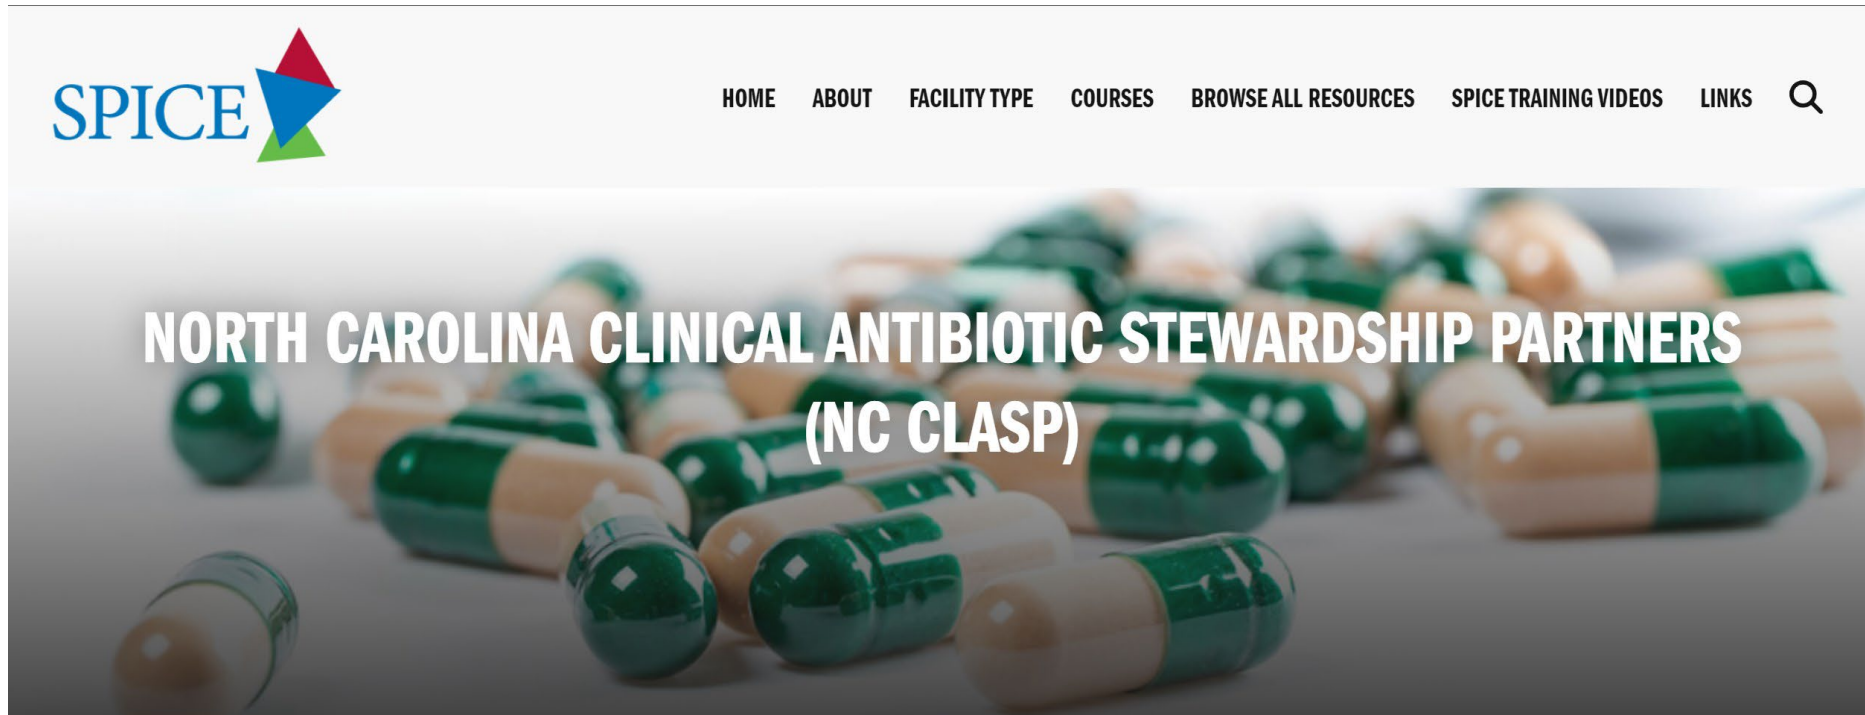 SPICE
HOME ABOUT FACILITY TYPE COURSES BROWSE ALL RESOURCES SPICE TRAINING VIDEOS LINKS
NORTH CAROLINA CLINICAL ANTIBIOTIC STEWARDSHIP PARTNERS
(NC CLASP)